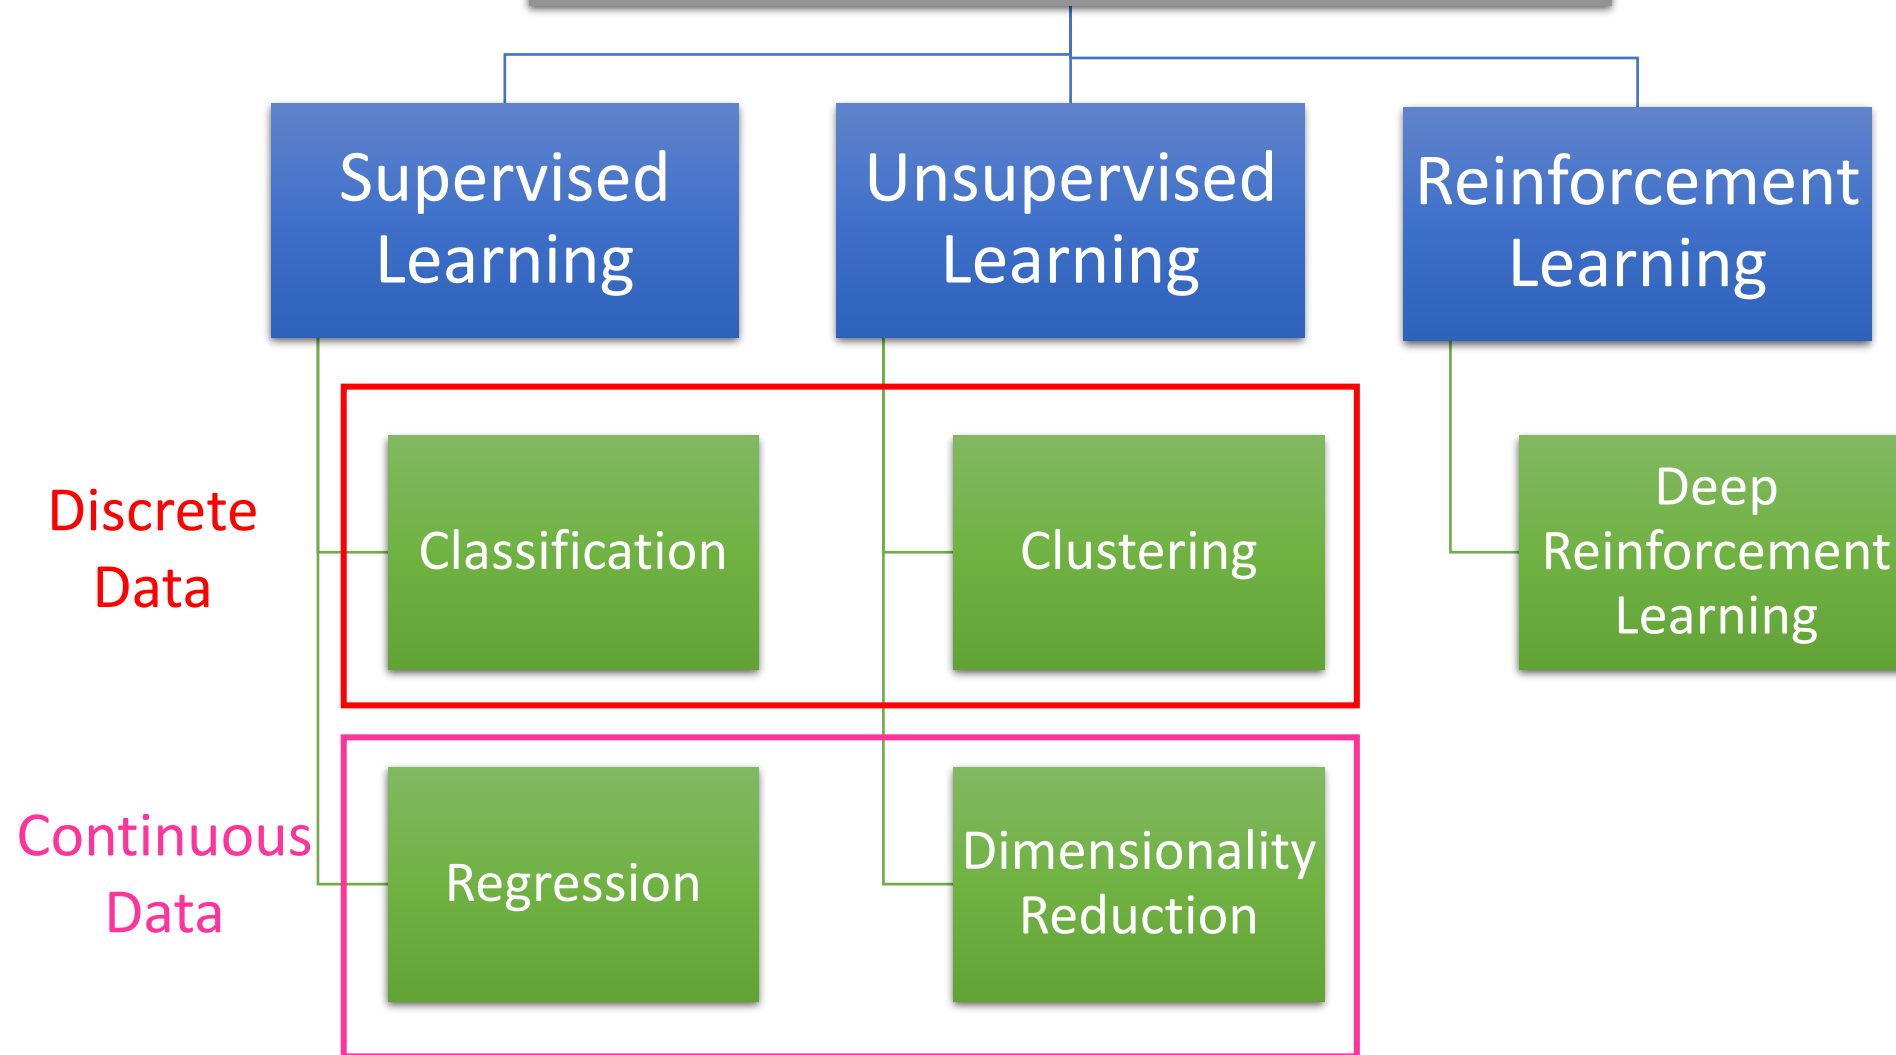 Supervised
Learning
Unsupervised
Learning
Reinforcement
Learning
Discrete
Data
Classification
Clustering
Deep
Reinforcement
Learning
Continuous
Data
Regression
Dimensionality
Reduction